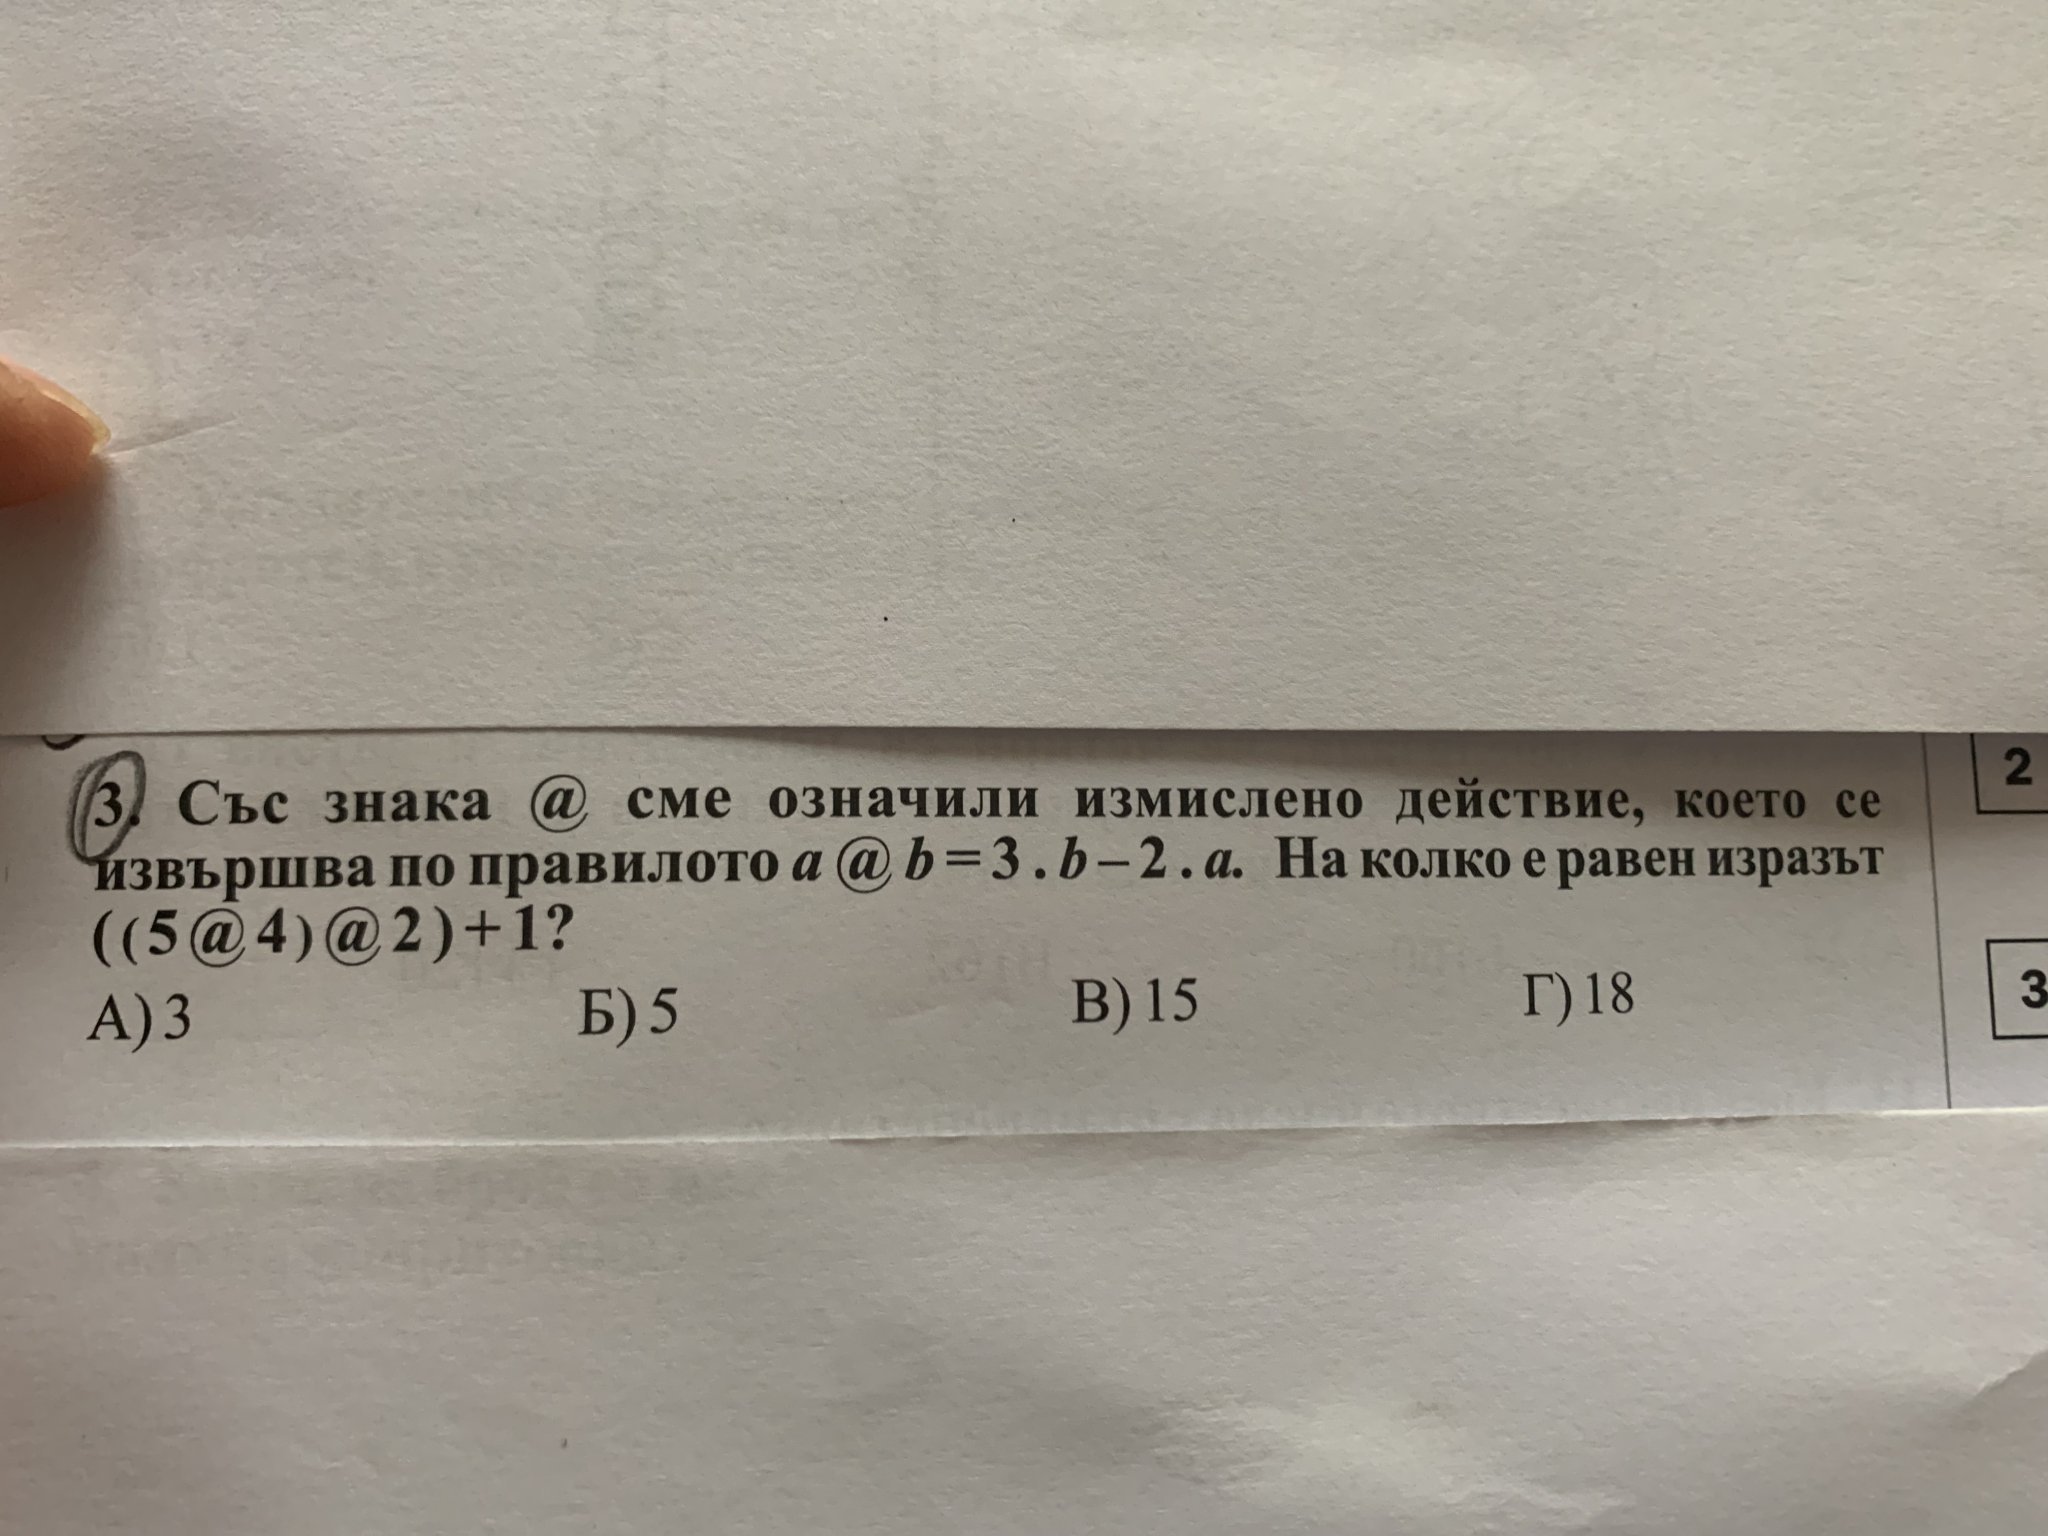 3. Със знака @ сме означили измислено действие, което се
извършва по правилото a @ b = 3 . b – 2 . a. На колко е равен изразът
((5 @ 4) @ 2) + 1?
А) 3 Б) 5 В) 15 Г) 18
2
3